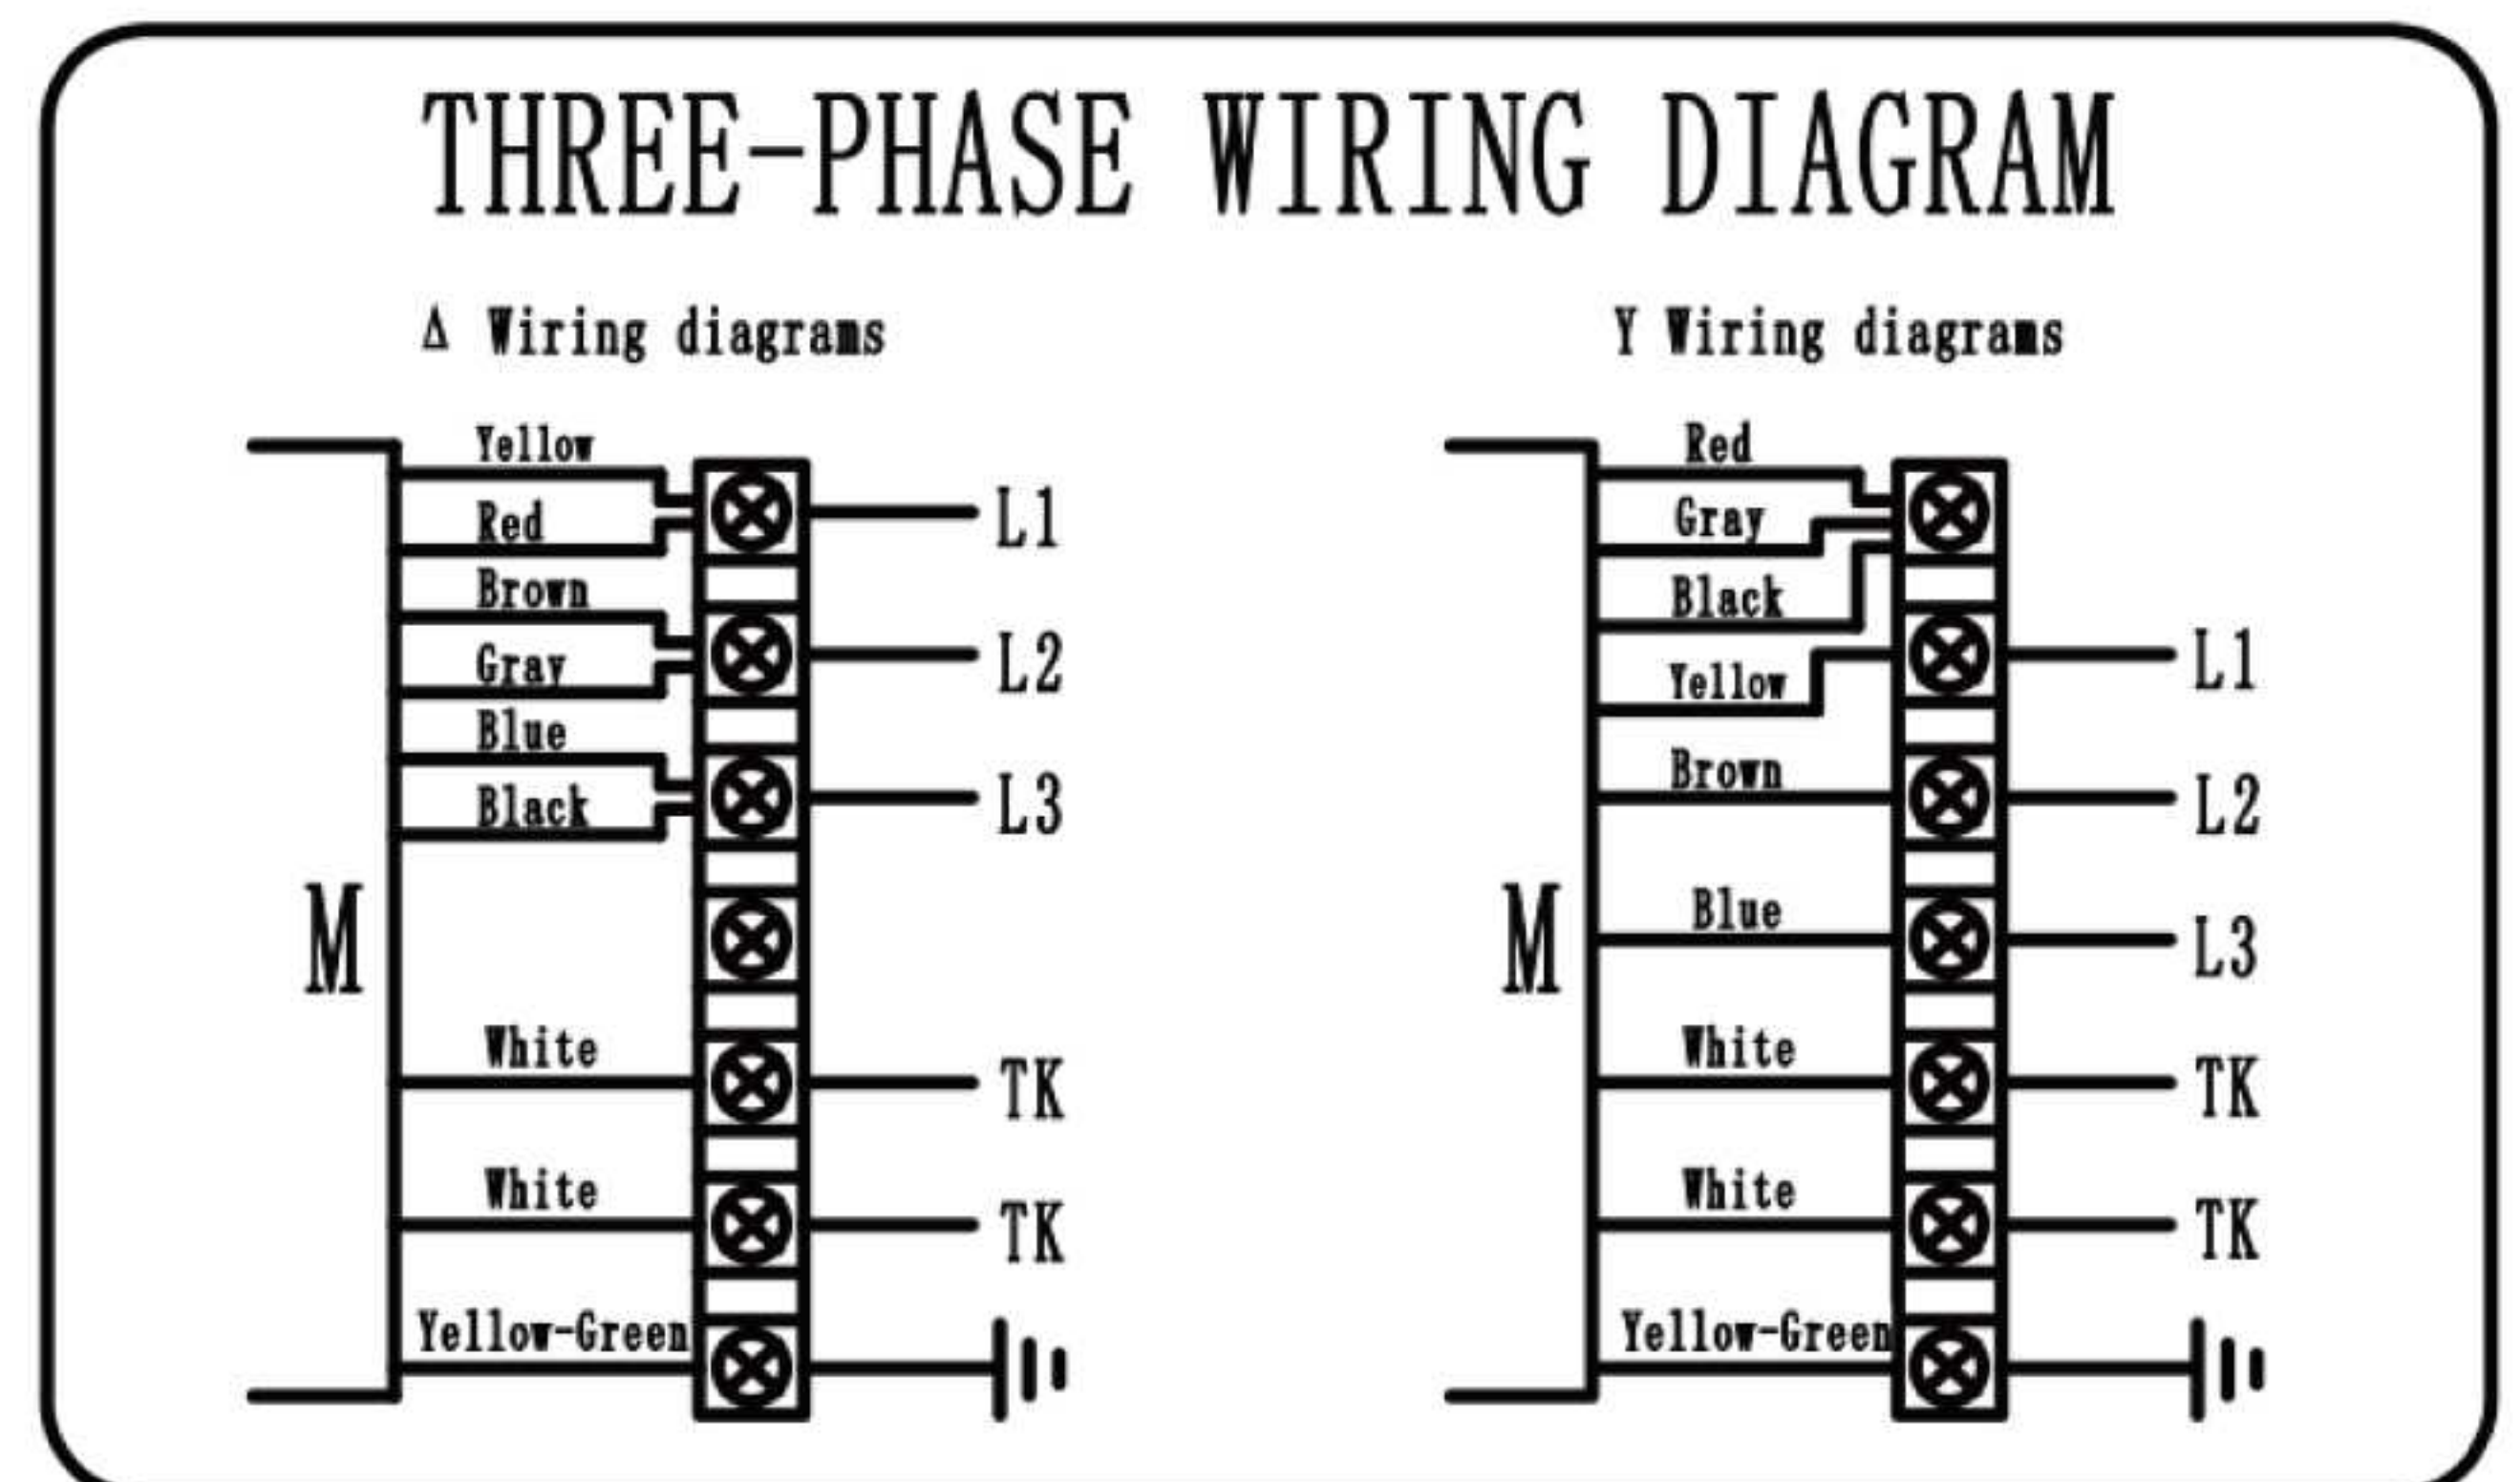 THREE-PHASE WIRING DIAGRAM
Δ Wiring diagrams
Yellow
Red
Brown
Gray
Blue
Black
M
White
White
Yellow-Green
L1
L2
L3
TK
TK
Y Wiring diagrams
Red
Gray
Black
Yellow
Brown
Blue
M
White
White
Yellow-Green
L1
L2
L3
TK
TK